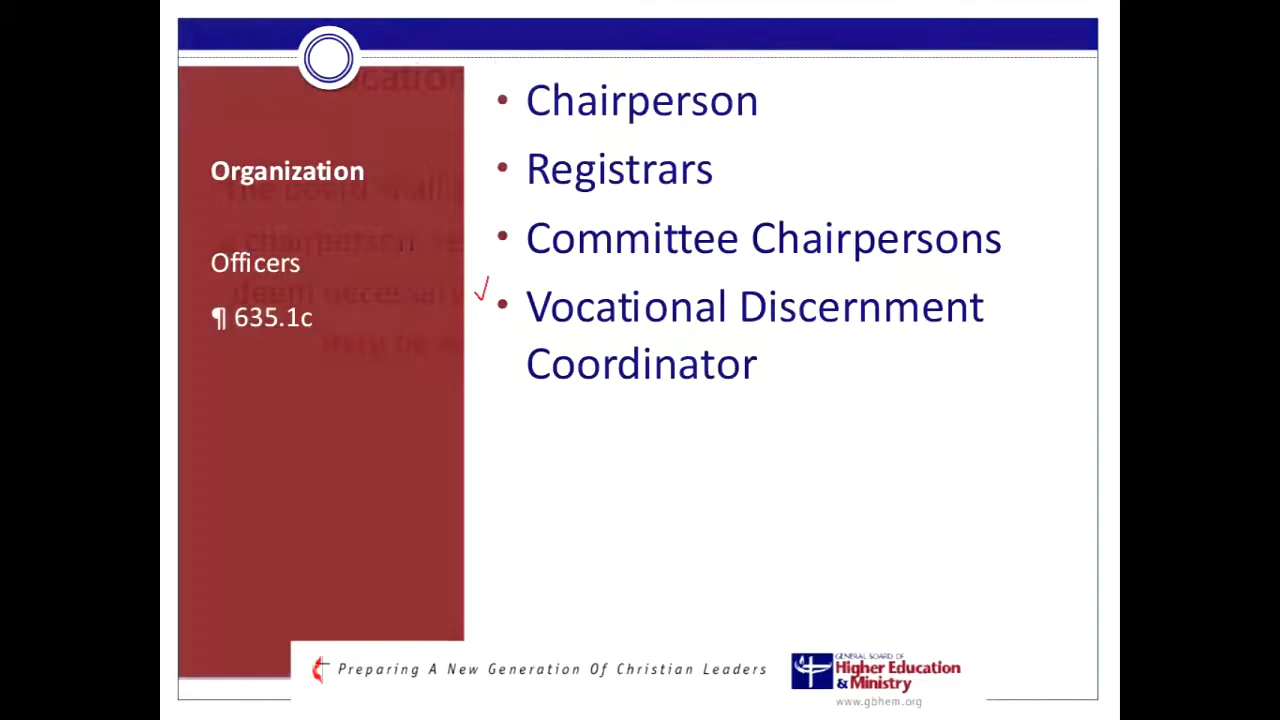 Organization
Officers
¶ 635.1c
• Chairperson
• Registrars
• Committee Chairpersons
• Vocational Discernment
Coordinator
Preparing A New Generation Of Christian Leaders
GENERAL BOARD OF
Higher Education
& Ministry
www.gbhem.org